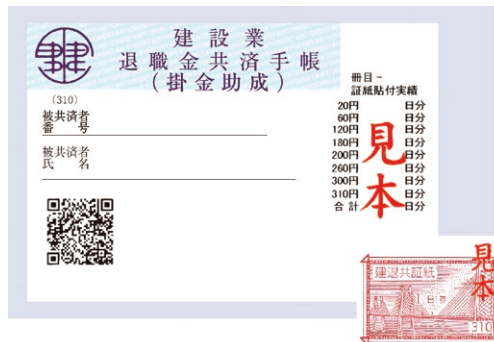 建設業
退職金共済手帳
(掛金助成)
(310)
被共済者
番 号
被共済者
氏 名
冊目-
証紙貼付実績
20円 日分
60円 日分
120円 日分
180円 日分
200円 日分
260円 日分
300円 日分
310円 日分
合計 日分
見本
建退共証紙
1日券
310
見本